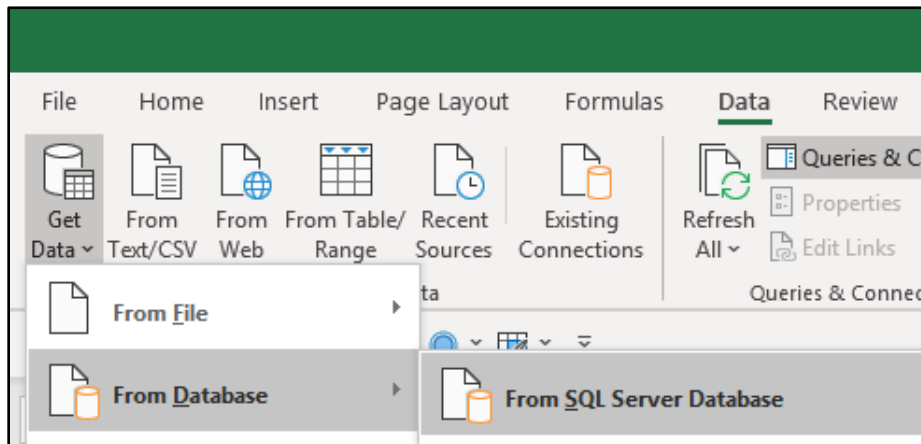 File Home Insert Page Layout Formulas Data Review
Get Data
From Text/CSV
From Web
From Table/ Range
Recent Sources
Existing Connections
Refresh All
Queries & C
Properties
Edit Links
ta
Queries & Connec
From File
From Database
From SQL Server Database